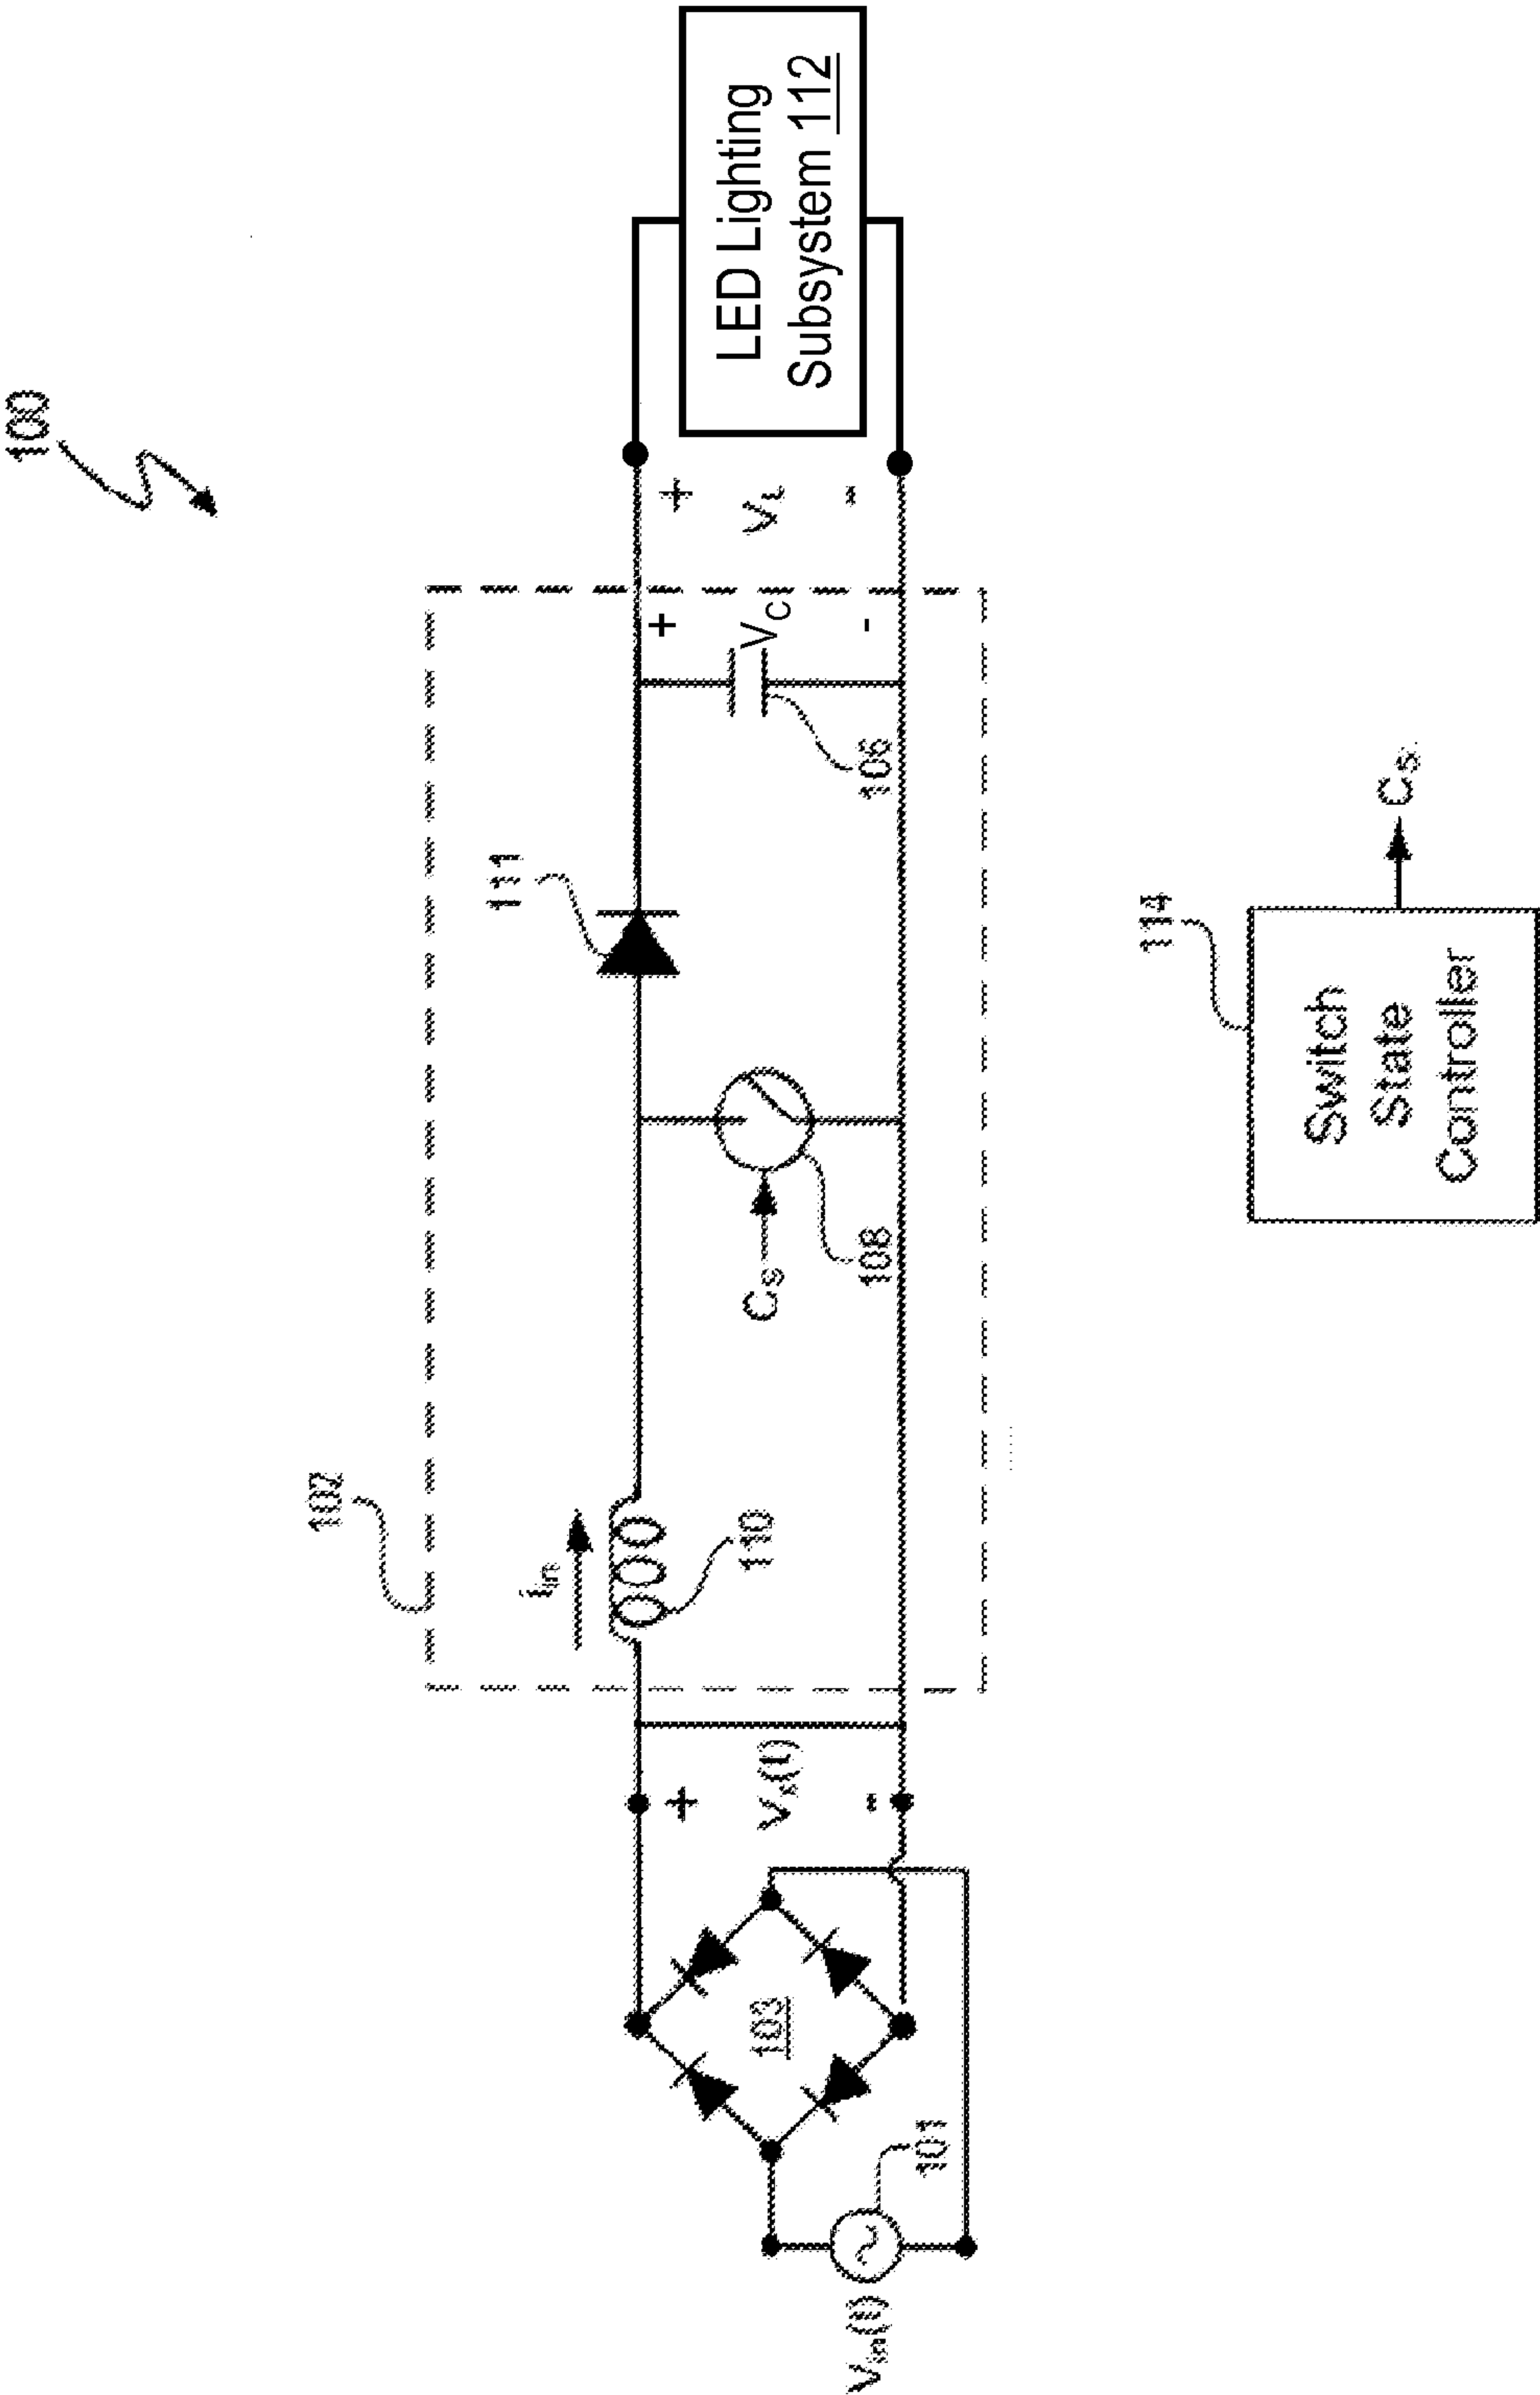 100
102
111
i_in
LED Lighting
Subsystem 112
+
+
+
V_x(t)
V_C
V_L
-
-
-
103
110
C_S
108
106
V_in(t)
101
114
Switch
State
Controller
C_S